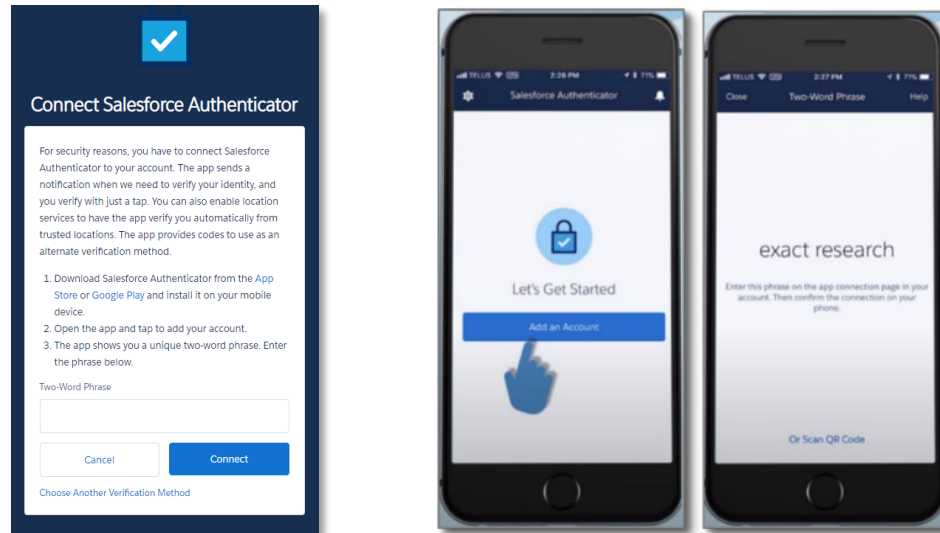 Connect Salesforce Authenticator
For security reasons, you have to connect Salesforce
Authenticator to your account. The app sends a
notification when we need to verify your identity, and
you verify with just a tap. You can also enable location
services to have the app verify you automatically from
trusted locations. The app provides codes to use as an
alternate verification method.
1. Download Salesforce Authenticator from the App
Store or Google Play and install it on your mobile
device.
2. Open the app and tap to add your account.
3. The app shows you a unique two-word phrase. Enter
the phrase below.
Two-Word Phrase
Cancel
Connect
Choose Another Verification Method
TELUS
2:26 PM
71%
Salesforce Authenticator
Let's Get Started
Add an Account
TELUS
2:27 PM
71%
Close
Two-Word Phrase
Help
exact research
Enter this phrase on the app connection page in your
account. Then confirm the connection on your
phone.
Or Scan QR Code